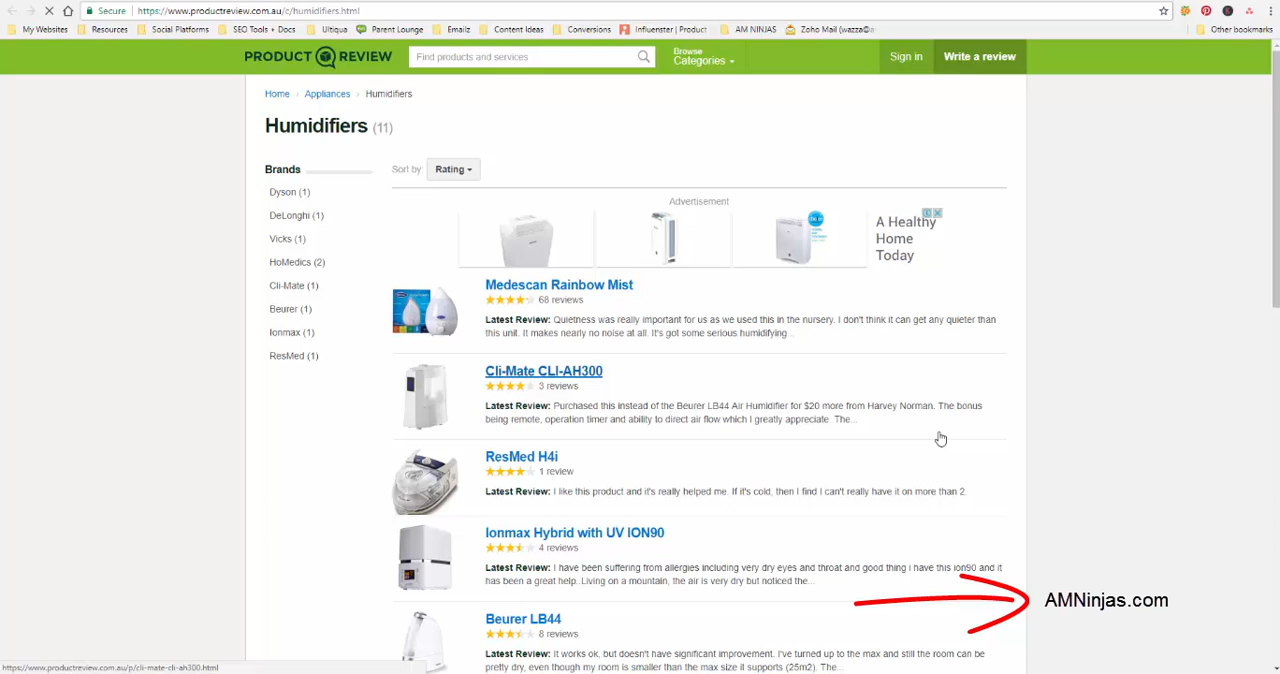 Secure https://www.productreview.com.au/c/humidifiers.html
My Websites Resources Social Platforms SEO Tools + Docs Ultiqua Parent Lounge Emailz Content Ideas Conversions Influenster | Product AM NINJAS Zoho Mail (wazza@a Other bookmarks
PRODUCT REVIEW Find products and services Browse Categories Sign in Write a review
Home › Appliances › Humidifiers
Humidifiers (11)
Brands
Dyson (1)
DeLonghi (1)
Vicks (1)
HoMedics (2)
Cli-Mate (1)
Beurer (1)
Ionmax (1)
ResMed (1)
Sort by: Rating
Advertisement
A Healthy
Home
Today
Medescan Rainbow Mist
68 reviews
Latest Review: Quietness was really important for us as we used this in the nursery. I don't think it can get any quieter than
this unit. It makes nearly no noise at all. It's got some serious humidifying...
Cli-Mate CLI-AH300
3 reviews
Latest Review: Purchased this instead of the Beurer LB44 Air Humidifier for $20 more from Harvey Norman. The bonus
being remote, operation timer and ability to direct air flow which I greatly appreciate. The...
ResMed H4i
1 review
Latest Review: I like this product and it's really helped me. If it's cold, then I find I can't really have it on more than 2.
Ionmax Hybrid with UV ION90
4 reviews
Latest Review: I have been suffering from allergies including very dry eyes and throat and good thing i have this ion90 and it
has been a great help..Living on a mountain, the air is very dry but noticed the...
Beurer LB44
8 reviews
Latest Review: It works ok, but doesn't have significant improvement. I've turned up to the max and still the room can be
pretty dry, even though my room is smaller than the max size it supports (25m2). The...
AMNinjas.com
https://www.productreview.com.au/p/cli-mate-cli-ah300.html